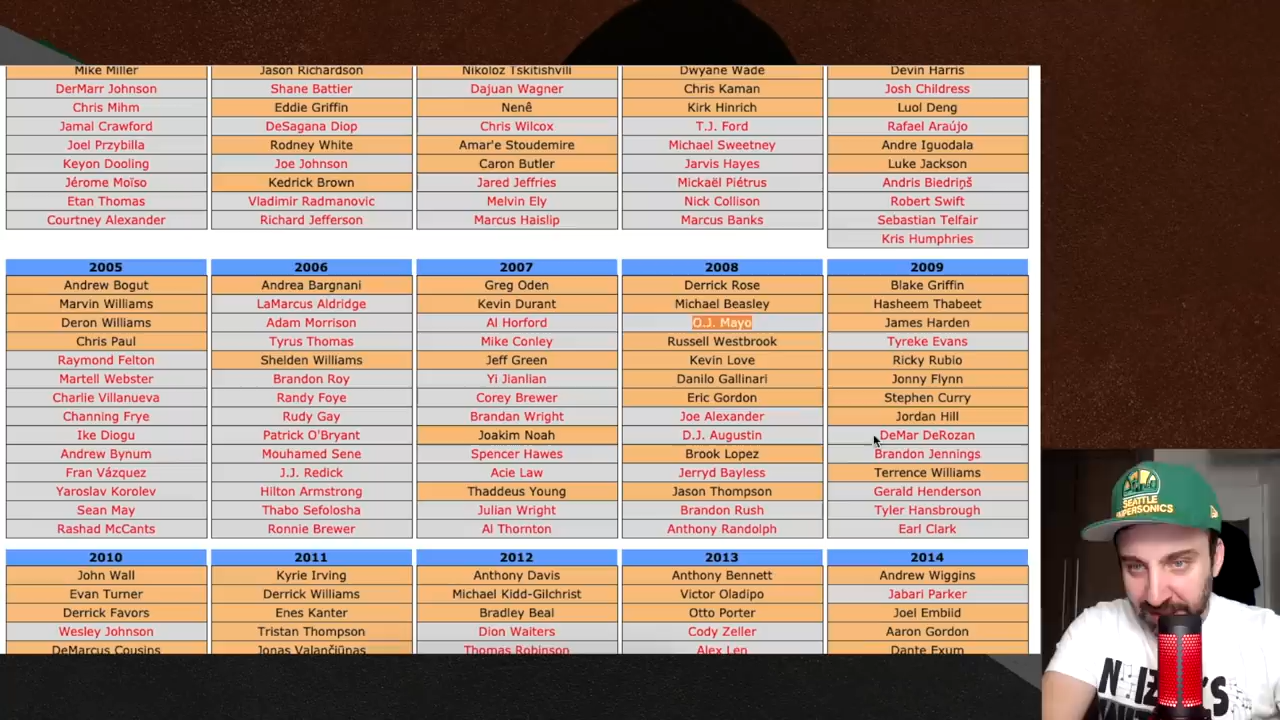 Mike Miller Jason Richardson Nikoloz Tskitishvili Dwyane Wade Devin Harris
DerMarr Johnson Shane Battier Dajuan Wagner Chris Kaman Josh Childress
Chris Mihm Eddie Griffin Nenê Kirk Hinrich Luol Deng
Jamal Crawford DeSagana Diop Chris Wilcox T.J. Ford Rafael Araújo
Joel Przybilla Rodney White Amar'e Stoudemire Michael Sweetney Andre Iguodala
Keyon Dooling Joe Johnson Caron Butler Jarvis Hayes Luke Jackson
Jérome Moïso Kedrick Brown Jared Jeffries Mickaël Piétrus Andris Biedriņš
Etan Thomas Vladimir Radmanovic Melvin Ely Nick Collison Robert Swift
Courtney Alexander Richard Jefferson Marcus Haislip Marcus Banks Sebastian Telfair
Kris Humphries
2005 2006 2007 2008 2009
Andrew Bogut Andrea Bargnani Greg Oden Derrick Rose Blake Griffin
Marvin Williams LaMarcus Aldridge Kevin Durant Michael Beasley Hasheem Thabeet
Deron Williams Adam Morrison Al Horford O.J. Mayo James Harden
Chris Paul Tyrus Thomas Mike Conley Russell Westbrook Tyreke Evans
Raymond Felton Shelden Williams Jeff Green Kevin Love Ricky Rubio
Martell Webster Brandon Roy Yi Jianlian Danilo Gallinari Jonny Flynn
Charlie Villanueva Randy Foye Corey Brewer Eric Gordon Stephen Curry
Channing Frye Rudy Gay Brandan Wright Joe Alexander Jordan Hill
Ike Diogu Patrick O'Bryant Joakim Noah D.J. Augustin DeMar DeRozan
Andrew Bynum Mouhamed Sene Spencer Hawes Brook Lopez Brandon Jennings
Fran Vázquez J.J. Redick Acie Law Jerryd Bayless Terrence Williams
Yaroslav Korolev Hilton Armstrong Thaddeus Young Jason Thompson Gerald Henderson
Sean May Thabo Sefolosha Julian Wright Brandon Rush Tyler Hansbrough
Rashad McCants Ronnie Brewer Al Thornton Anthony Randolph Earl Clark
2010 2011 2012 2013 2014
John Wall Kyrie Irving Anthony Davis Anthony Bennett Andrew Wiggins
Evan Turner Derrick Williams Michael Kidd-Gilchrist Victor Oladipo Jabari Parker
Derrick Favors Enes Kanter Bradley Beal Otto Porter Joel Embiid
Wesley Johnson Tristan Thompson Dion Waiters Cody Zeller Aaron Gordon
DeMarcus Cousins Jonas Valančiūnas Thomas Robinson Alex Len Dante Exum
SEATTLE
SUPERSONICS